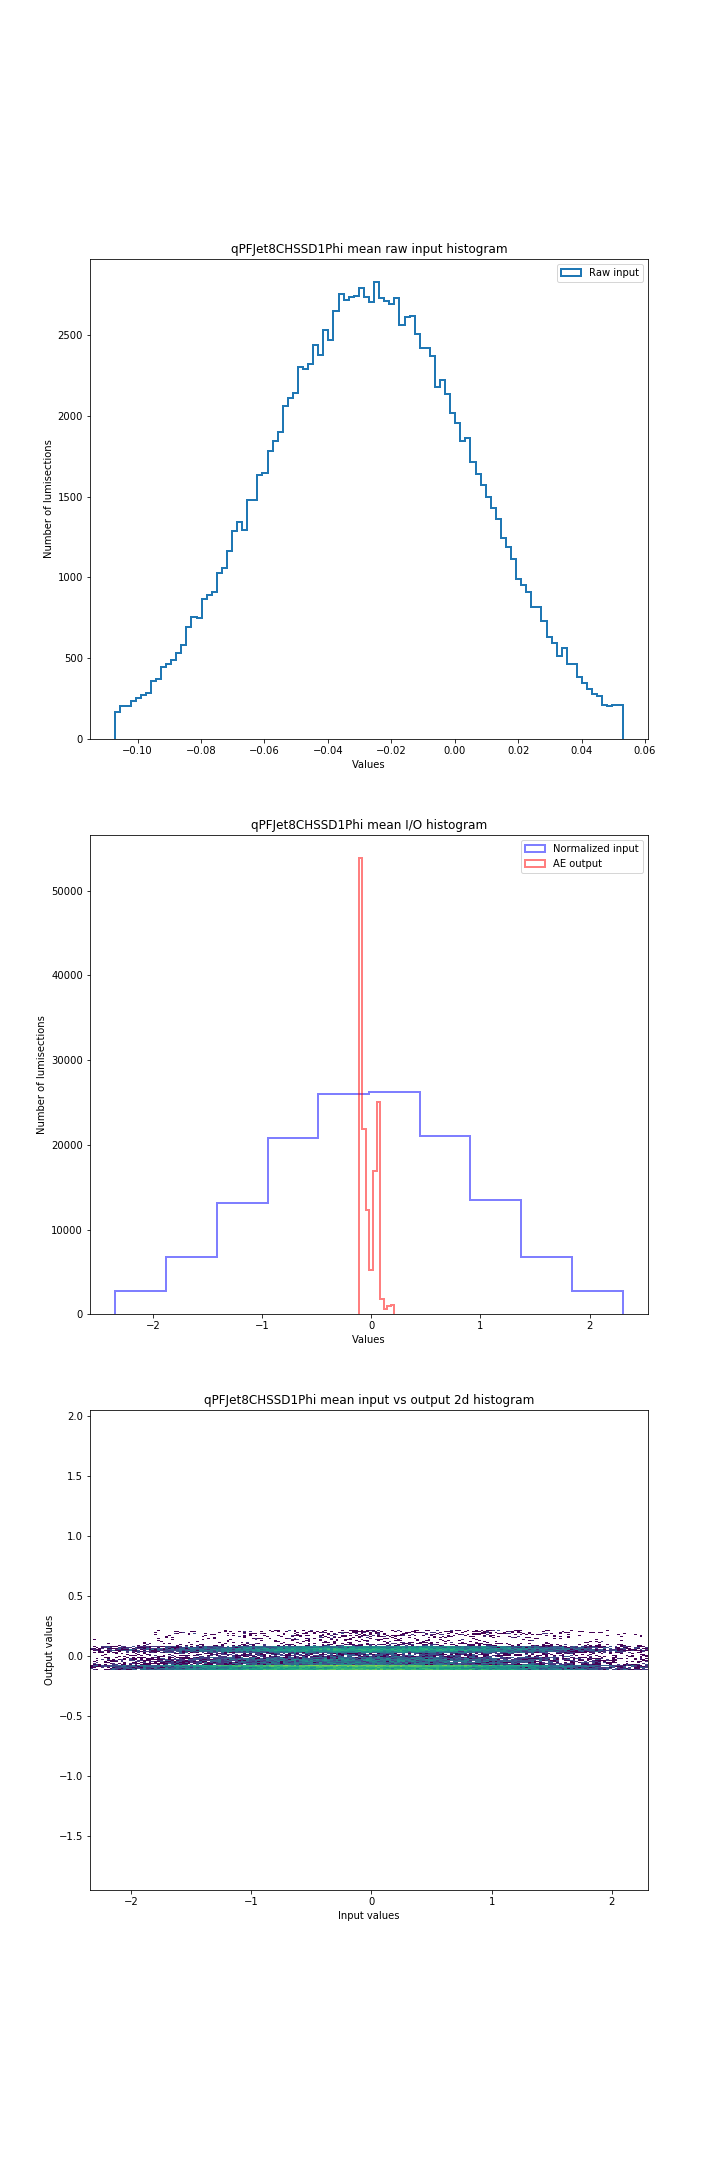 qPFJet8CHSSD1Phi mean raw input histogram
Raw input
2500
2000
1500
1000
500
0
Number of lumisections
−0.10 −0.08 −0.06 −0.04 −0.02 0.00 0.02 0.04 0.06
Values
qPFJet8CHSSD1Phi mean I/O histogram
Normalized input
AE output
50000
40000
30000
20000
10000
0
Number of lumisections
−2 −1 0 1 2
Values
qPFJet8CHSSD1Phi mean input vs output 2d histogram
2.0
1.5
1.0
0.5
0.0
−0.5
−1.0
−1.5
Output values
−2 −1 0 1 2
Input values